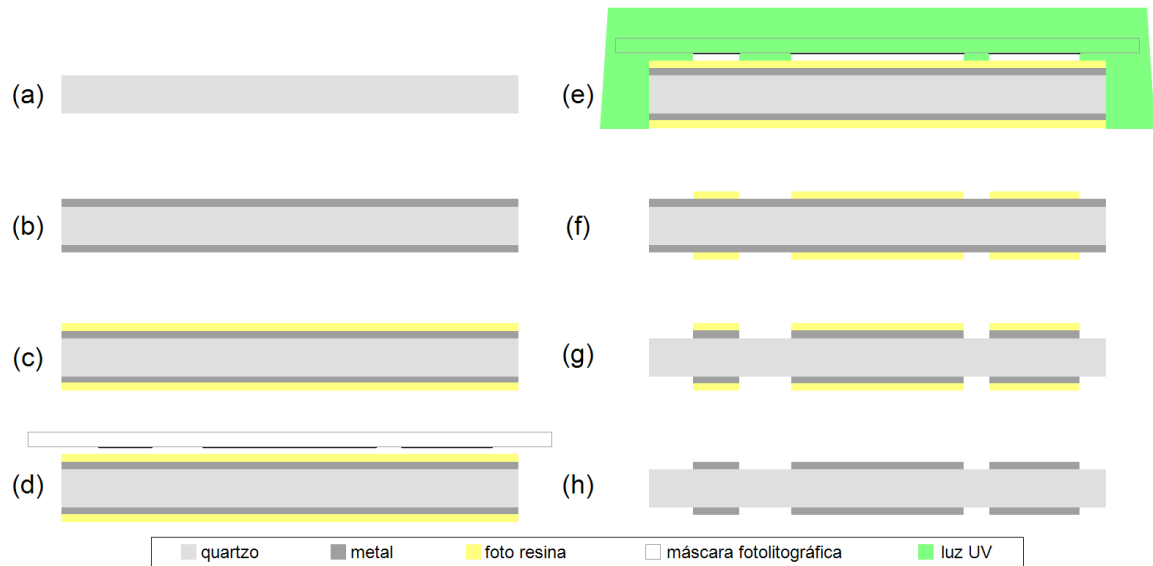 (a)
(b)
(c)
(d)
(e)
(f)
(g)
(h)
quartzo metal foto resina máscara fotolitográfica luz UV